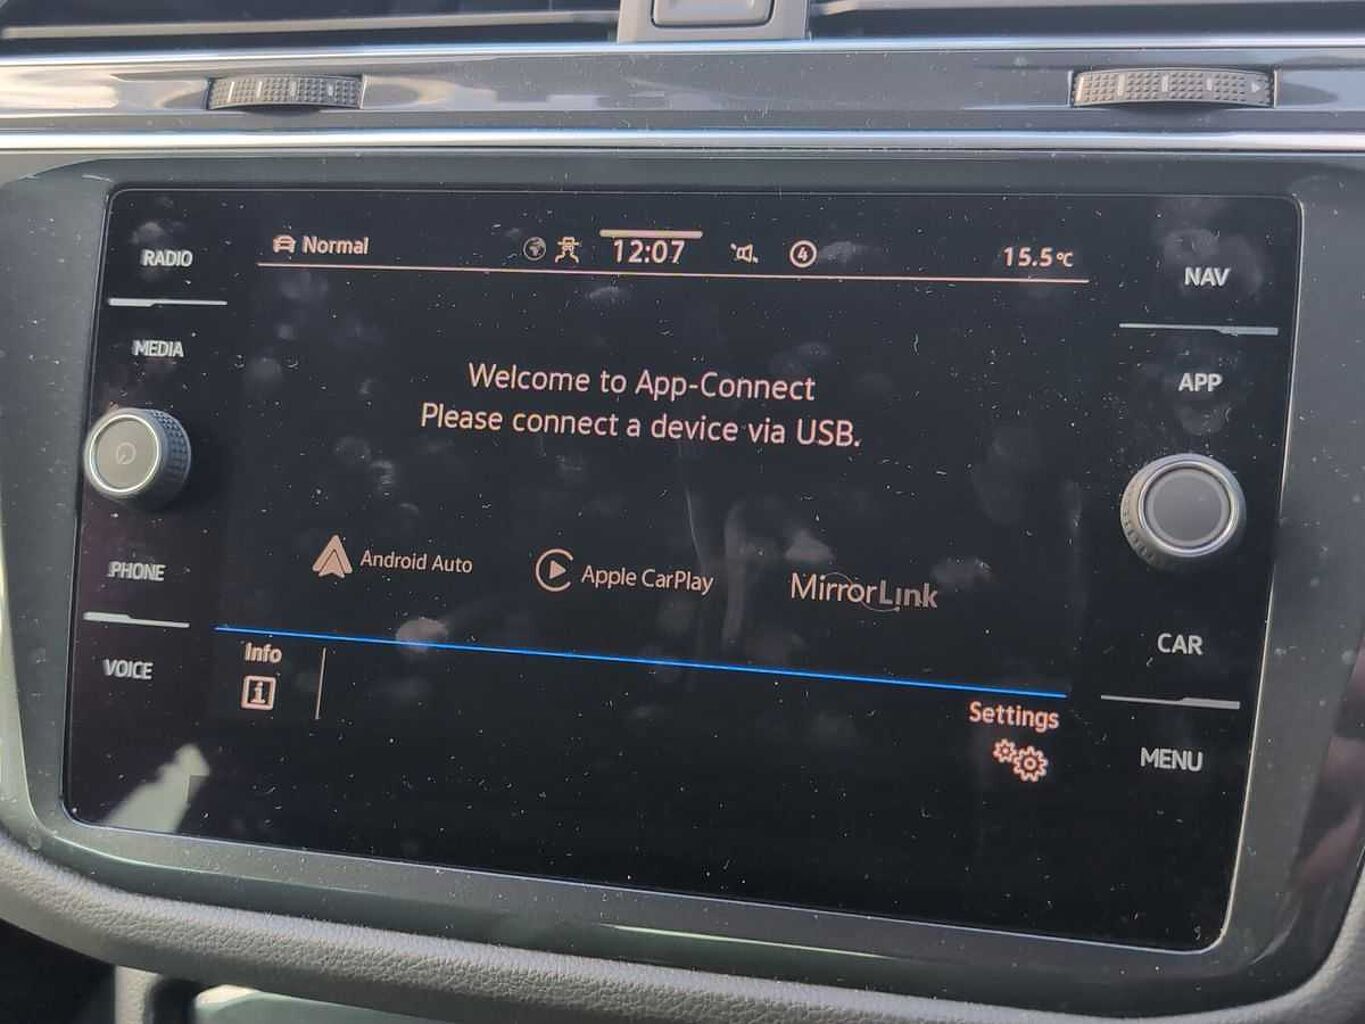 RADIO
MEDIA
PHONE
VOICE
Normal
12:07
4
15.5°C
Welcome to App-Connect
Please connect a device via USB.
Android Auto
Apple CarPlay
MirrorLink
Info
i
Settings
NAV
APP
CAR
MENU